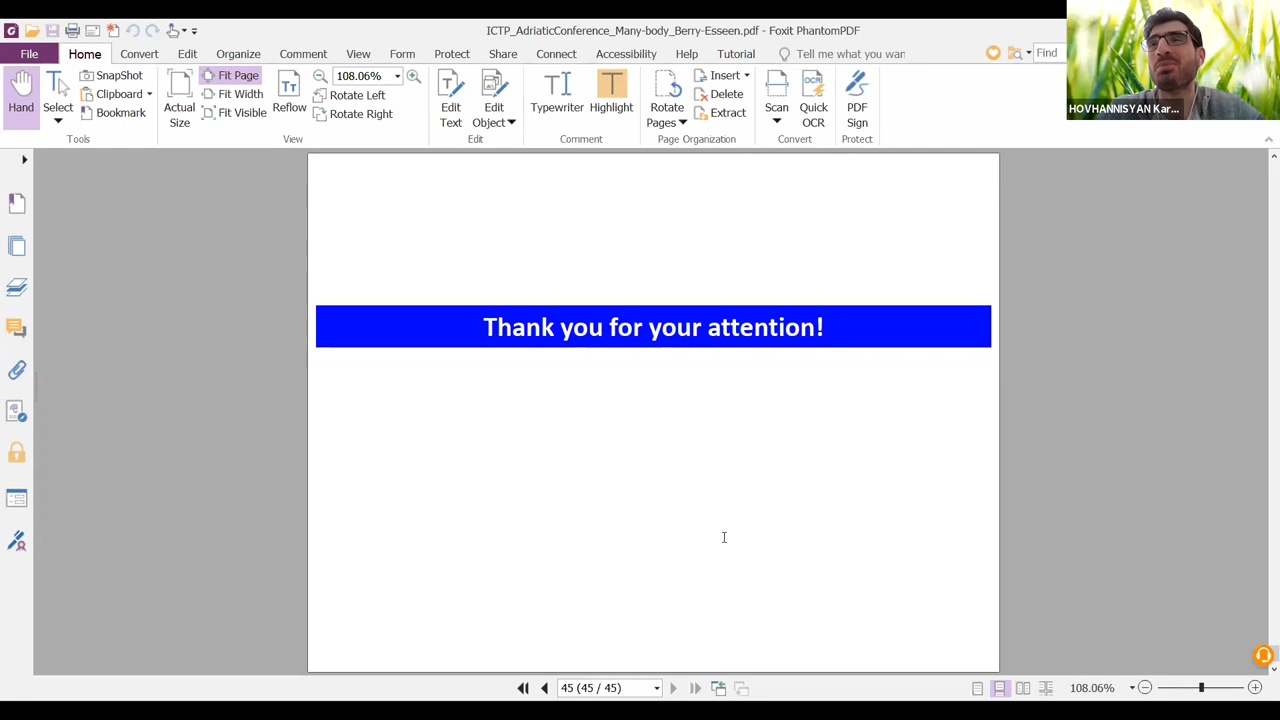 ICTP_AdriaticConference_Many-body_Berry-Esseen.pdf - Foxit PhantomPDF
File Home Convert Edit Organize Comment View Form Protect Share Connect Accessibility Help Tutorial Tell me what you want Find
Hand
Select
SnapShot
Clipboard
Bookmark
Tools
Actual Size
Fit Page
Fit Width
Fit Visible
Reflow
108.06%
Rotate Left
Rotate Right
View
Edit Text
Edit Object
Edit
Typewriter
Highlight
Comment
Rotate Pages
Insert
Delete
Extract
Page Organization
Scan
Quick OCR
Convert
PDF Sign
Protect
HOVHANNISYAN Kar...
Thank you for your attention!
45 (45 / 45)
108.06%